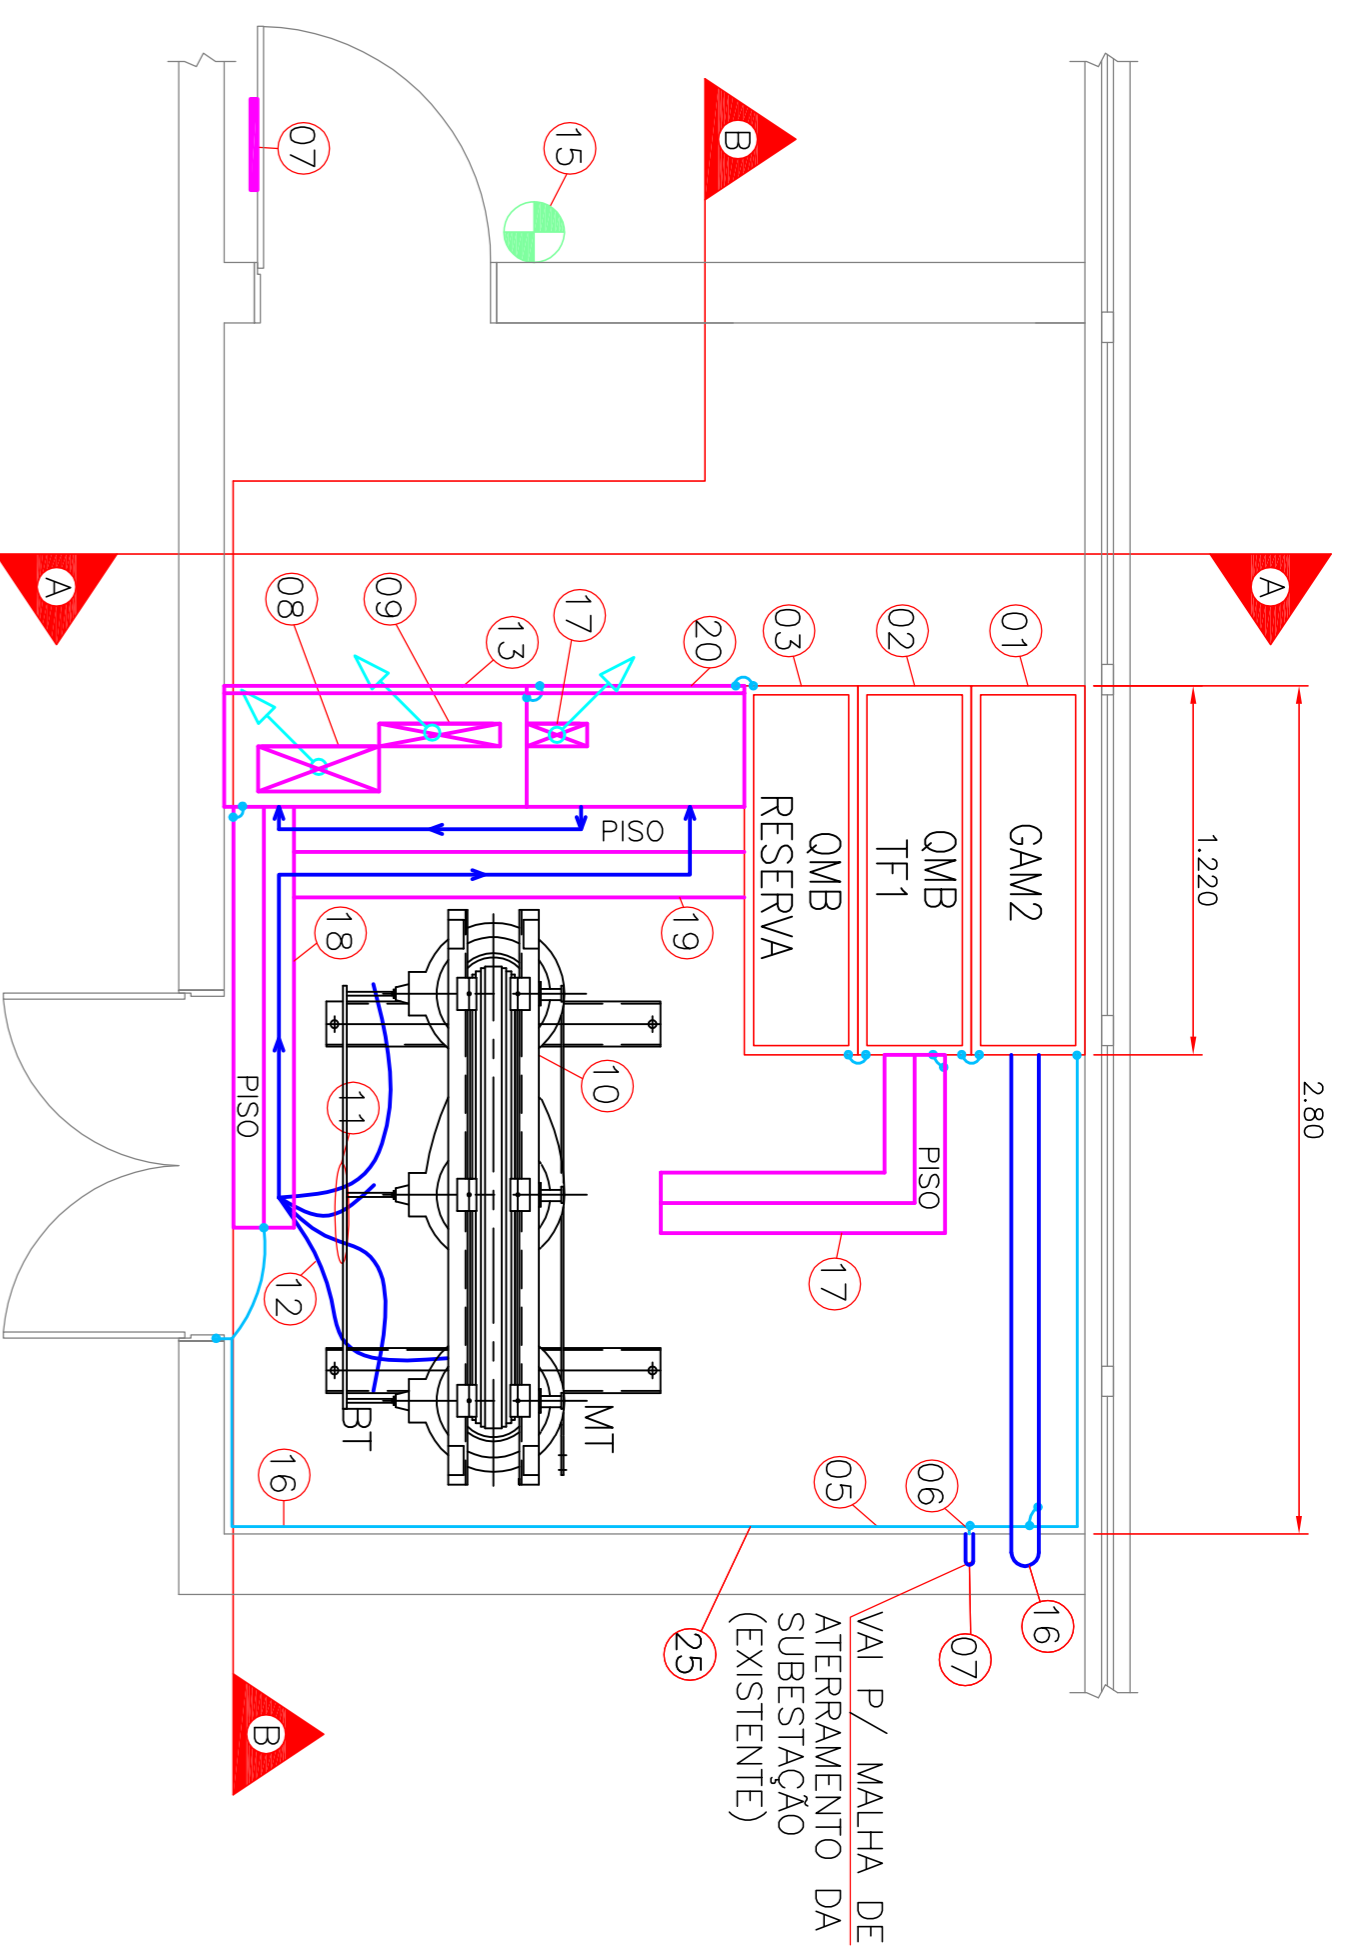 2.80
1.220
A
A
B
B
01
02
03
20
17
13
09
08
GAM2
QMB
TF1
QMB
RESERVA
PISO
PISO
PISO
19
18
10
11
12
17
MT
BT
16
05
06
16
07
25
15
07
VAI P/ MALHA DE
ATERRAMENTO DA
SUBESTAÇÃO
(EXISTENTE)